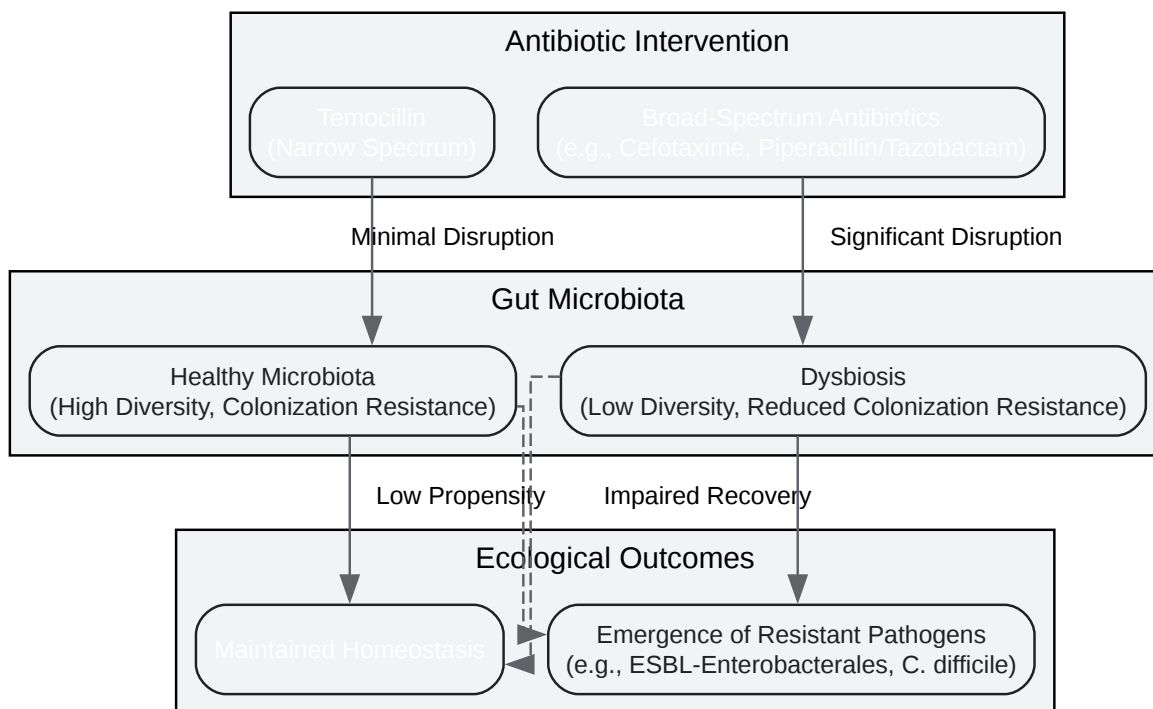 Antibiotic Intervention
Temocillin
(Narrow Spectrum)
Broad-Spectrum Antibiotics
(e.g., Cefotaxime, Piperacillin/Tazobactam)
Minimal Disruption
Significant Disruption
Gut Microbiota
Healthy Microbiota
(High Diversity, Colonization Resistance)
Dysbiosis
(Low Diversity, Reduced Colonization Resistance)
Low Propensity
Impaired Recovery
Ecological Outcomes
Maintained Homeostasis
Emergence of Resistant Pathogens
(e.g., ESBL-Enterobacterales, C. difficile)